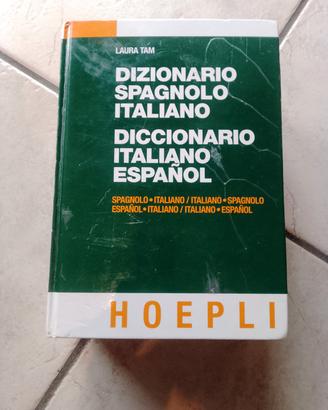 LAURA TAM
DIZIONARIO
SPAGNOLO
ITALIANO
DICCIONARIO
ITALIANO
ESPAÑOL
SPAGNOLO • ITALIANO / ITALIANO • SPAGNOLO
ESPAÑOL • ITALIANO / ITALIANO • ESPAÑOL
HOEPLI